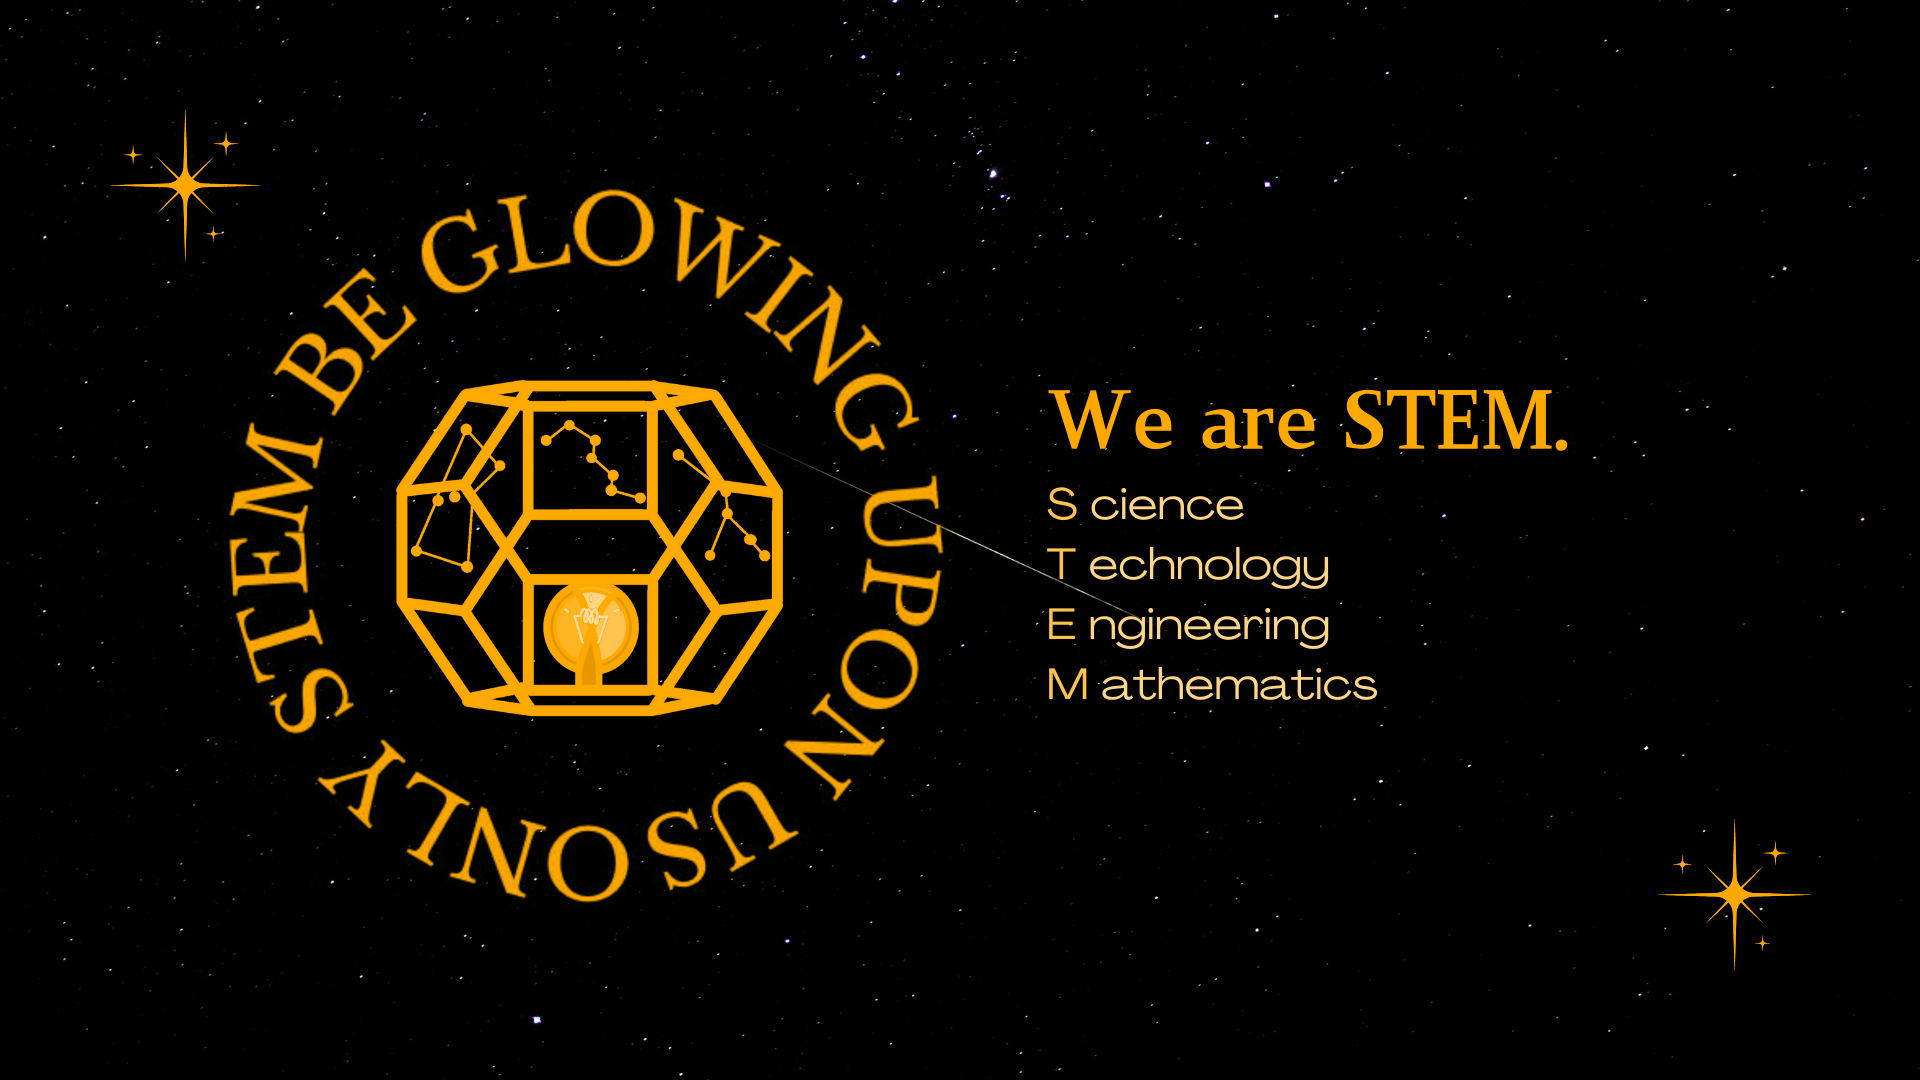 STEM BE GLOWING UPON US ONLY
We are STEM.
S cience
T echnology
E ngineering
M athematics